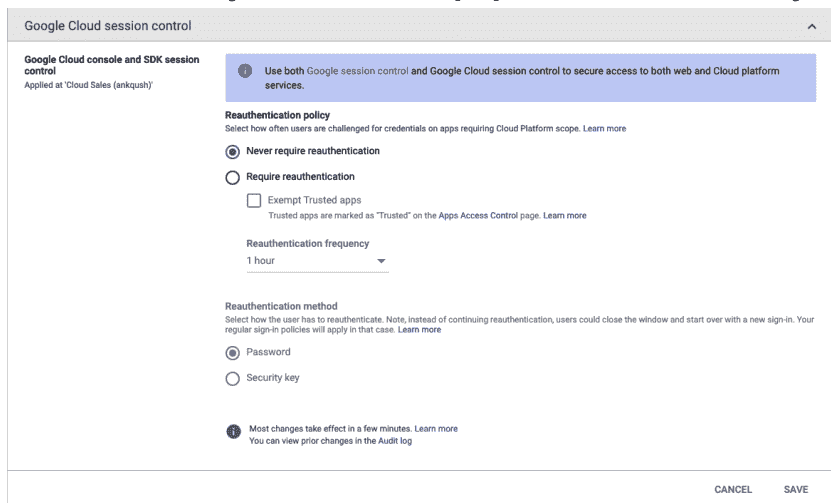 Google Cloud session control
Google Cloud console and SDK session
control
Applied at 'Cloud Sales (ankqush)'
Use both Google session control and Google Cloud session control to secure access to both web and Cloud platform
services.
Reauthentication policy
Select how often users are challenged for credentials on apps requiring Cloud Platform scope. Learn more
Never require reauthentication
Require reauthentication
Exempt Trusted apps
Trusted apps are marked as "Trusted" on the Apps Access Control page. Learn more
Reauthentication frequency
1 hour
Reauthentication method
Select how the user has to reauthenticate. Note, instead of continuing reauthentication, users could close the window and start over with a new sign-in. Your
regular sign-in policies will apply in that case. Learn more
Password
Security key
Most changes take effect in a few minutes. Learn more
You can view prior changes in the Audit log
CANCEL SAVE